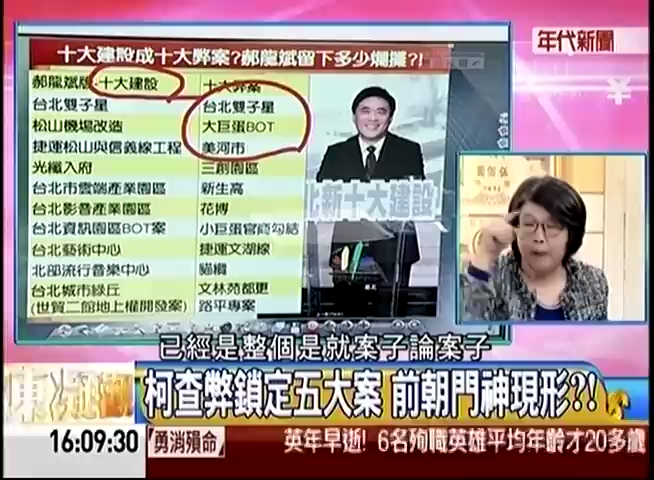 十大建設成十大弊案?郝龍斌留下多少爛攤?!
年代新聞
郝龍斌版-十大建設
十大弊案
台北雙子星
台北雙子星
松山機場改造
大巨蛋BOT
捷運松山與信義線工程
美河市
光纖入府
三創園區
台北市雲端產業園區
新生高
台北影音產業園區
花博
台北資訊園區BOT案
小巨蛋官商勾結
台北藝術中心
捷運文湖線
北部流行音樂中心
貓纜
台北城市綠丘
文林苑都更
(世貿二館地上權開發案)
路平專案
北新十大建設!
已經是整個是就案子論案子
柯查弊鎖定五大案 前朝門神現形?!
16:09:30
勇消殞命
英年早逝! 6名殉職英雄平均年齡才20多歲